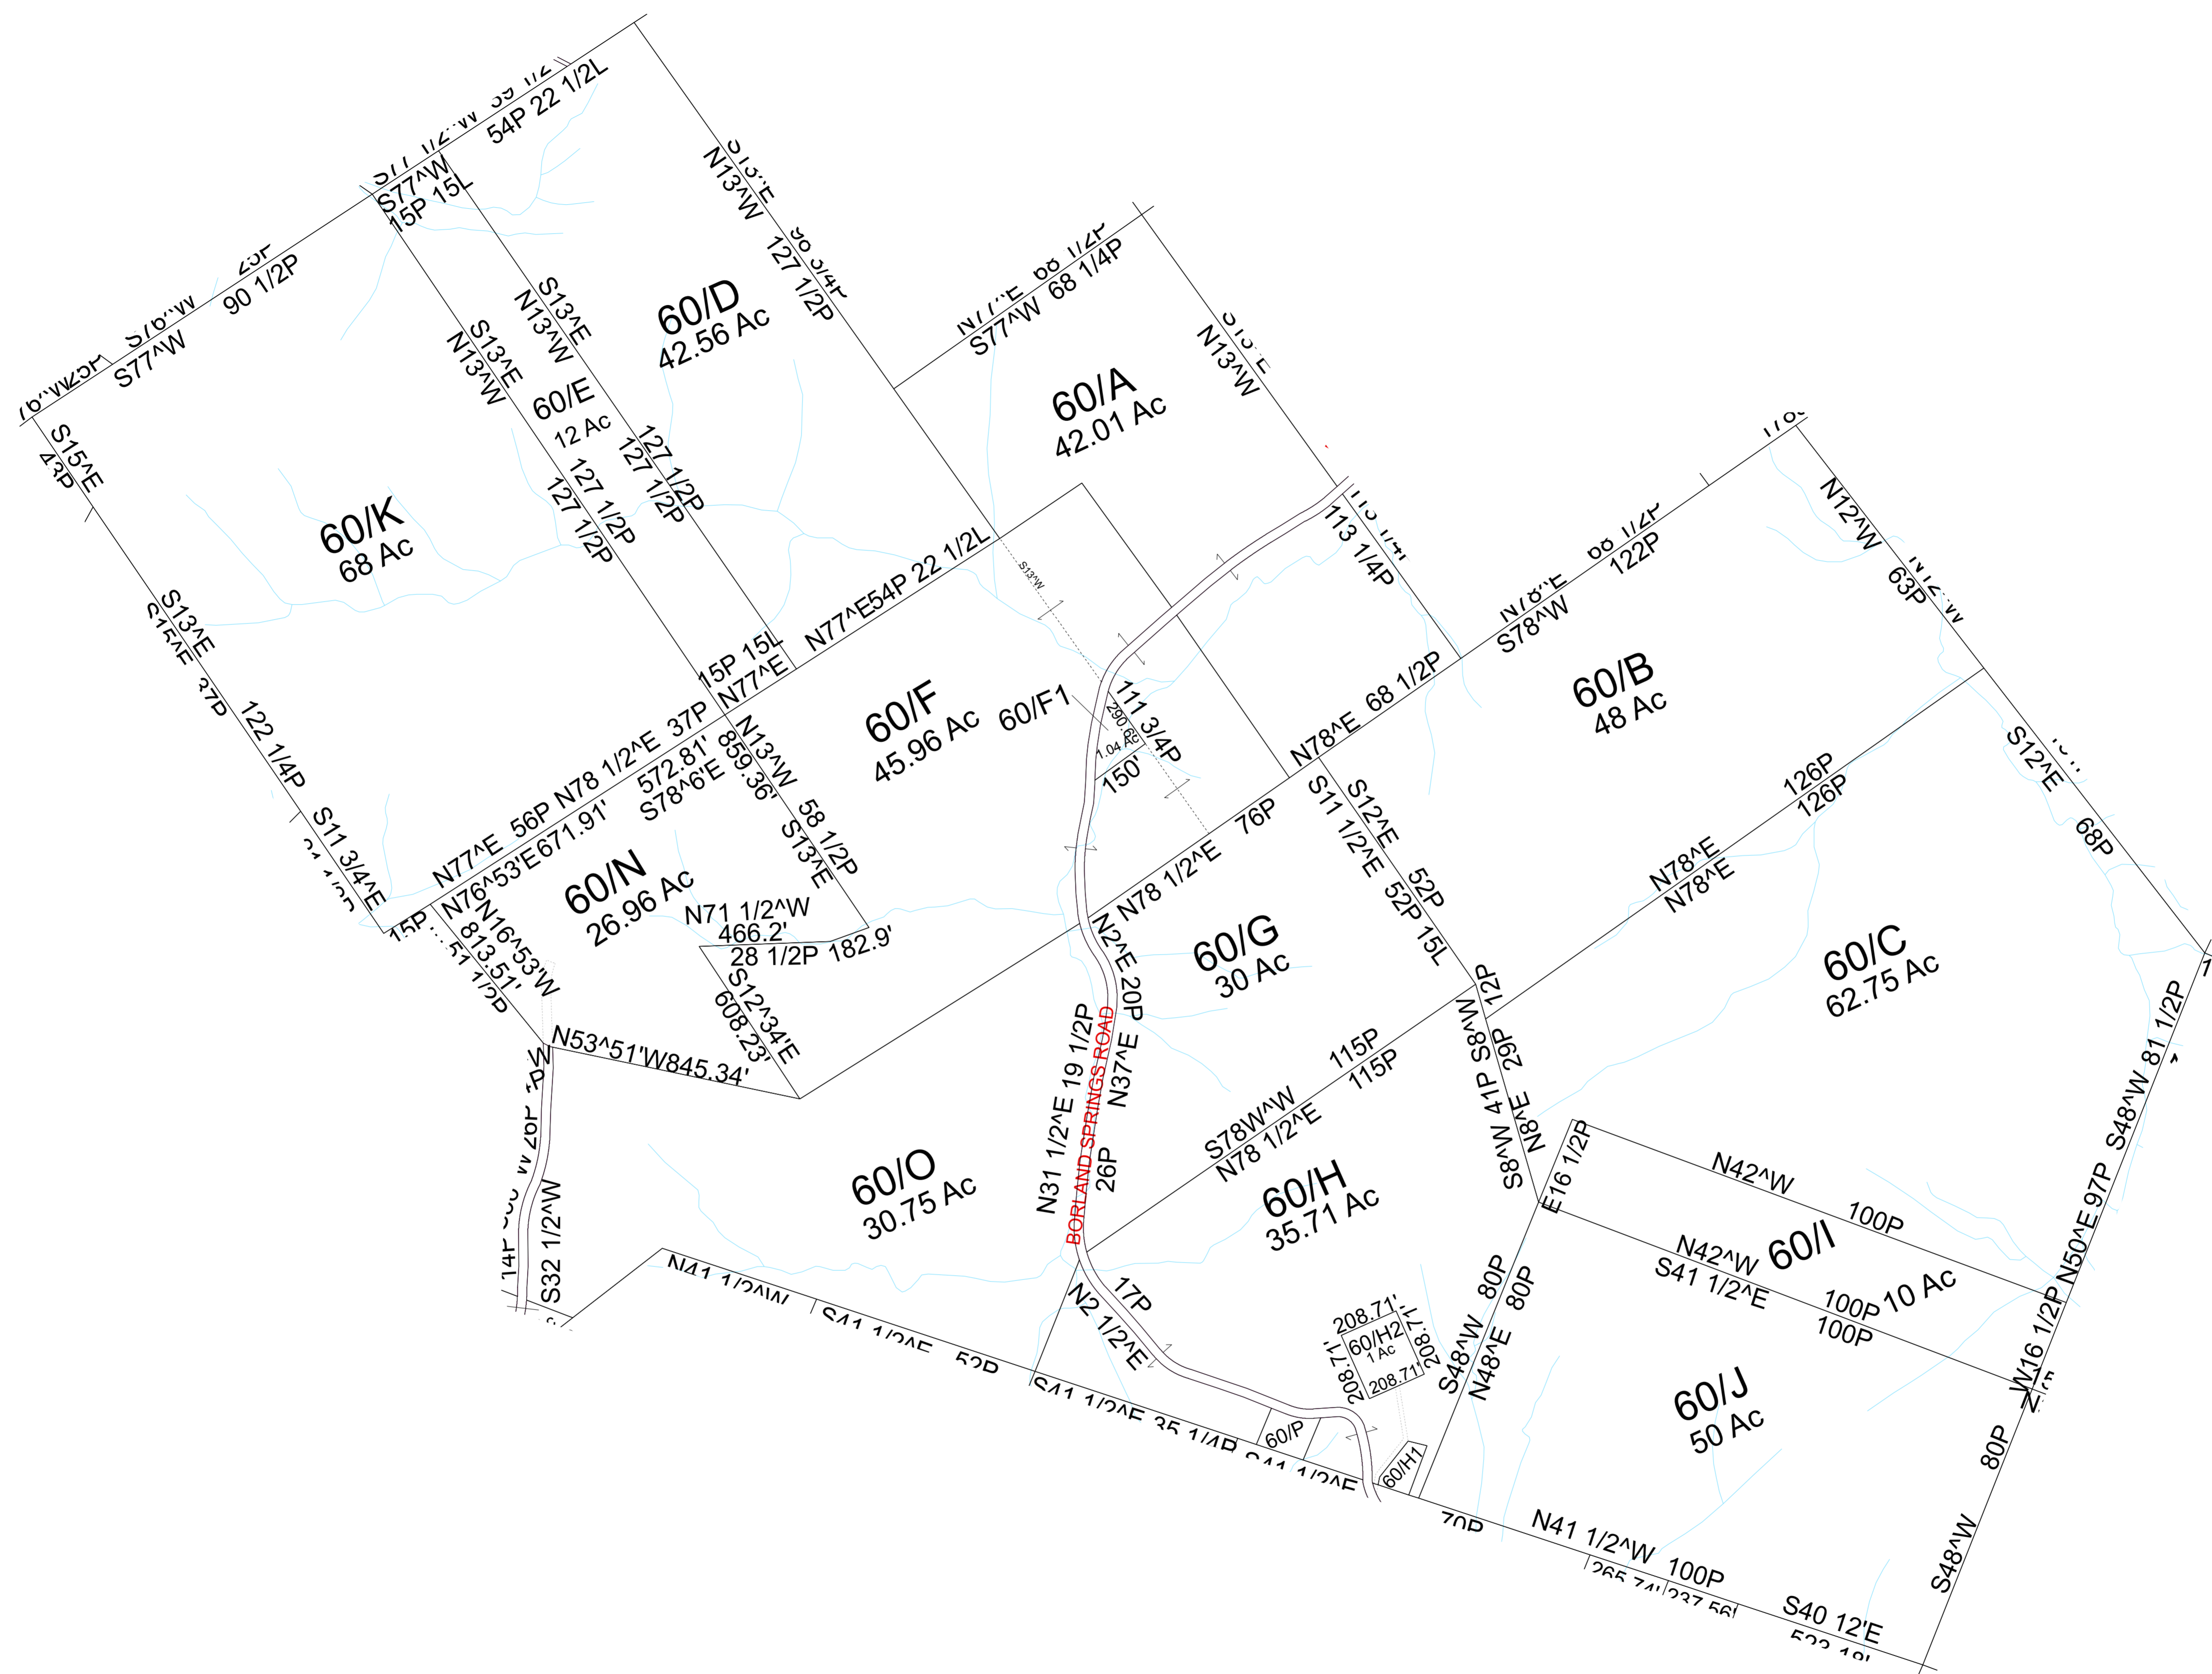 54P 22 1/2L
S77^W
15P 15L
N13^W
127 1/2P
90 1/2P
S77^W
S13^E
N13^W
S13^E
N13^W
60/D
42.56 Ac
60/E
12 Ac
127 1/2P
127 1/2P
127 1/2P
127 1/2P
68 1/4P
S77^W
N13^W
60/A
42.01 Ac
113 1/4P
S15^E
43P
60/K
68 Ac
S13^E
122 1/4P
S11 3/4^E
15P 15L
N77^E
N77^E54P 22 1/2L
S13^W
N77^E 56P N78 1/2^E 37P
N76^53'E671.91'
572.81'
S78^6'E
N13^W 58 1/2P
859.36'
S13^E
60/F
45.96 Ac
60/F1
111 3/4P
1.04 Ac
150'
N78^E 68 1/2P
N78 1/2^E 76P
122P
S78^W
60/B
48 Ac
N12^W
63P
126P
126P
N78^E
N78^E
S12^E
68P
S12^E 52P
S11 1/2^E 52P 15L
60/N
26.96 Ac
15P
N16^53'W
813.51'
N71 1/2^W
466.2'
28 1/2P 182.9'
S12^34'E
608.23'
N53^51'W845.34'
60/G
30 Ac
N2^E 20P
N37^E
26P
N31 1/2^E 19 1/2P
BORLAND SPRINGS ROAD
12P
S8^W 41P S8^W
N8^E 29P
60/C
62.75 Ac
115P
115P
S78W^W
N78 1/2^E
60/O
30.75 Ac
60/H
35.71 Ac
S32 1/2^W
N2 1/2^E
17P
208.71'
208.71'
208.71'
208.71'
60/H2
1 Ac
60/P
60/H1
E16 1/2P
N42^W 100P
60/I
10 Ac
N42^W 100P
S41 1/2^E 100P
S48^W 80P
N48^E 80P
60/J
50 Ac
S48^W 81 1/2P
N50^E 97P
W16 1/2P
S48^W 80P
N41 1/2^W 100P
S40 12'E